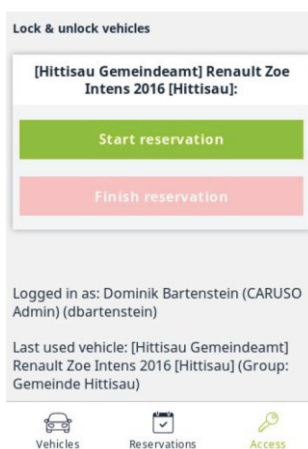 Lock & unlock vehicles
[Hittisau Gemeindeamt] Renault Zoe
Intens 2016 [Hittisau]:
Start reservation
Finish reservation
Logged in as: Dominik Bartenstein (CARUSO
Admin) (dbartenstein)
Last used vehicle: [Hittisau Gemeindeamt]
Renault Zoe Intens 2016 [Hittisau] (Group:
Gemeinde Hittisau)
Vehicles
Reservations
Access